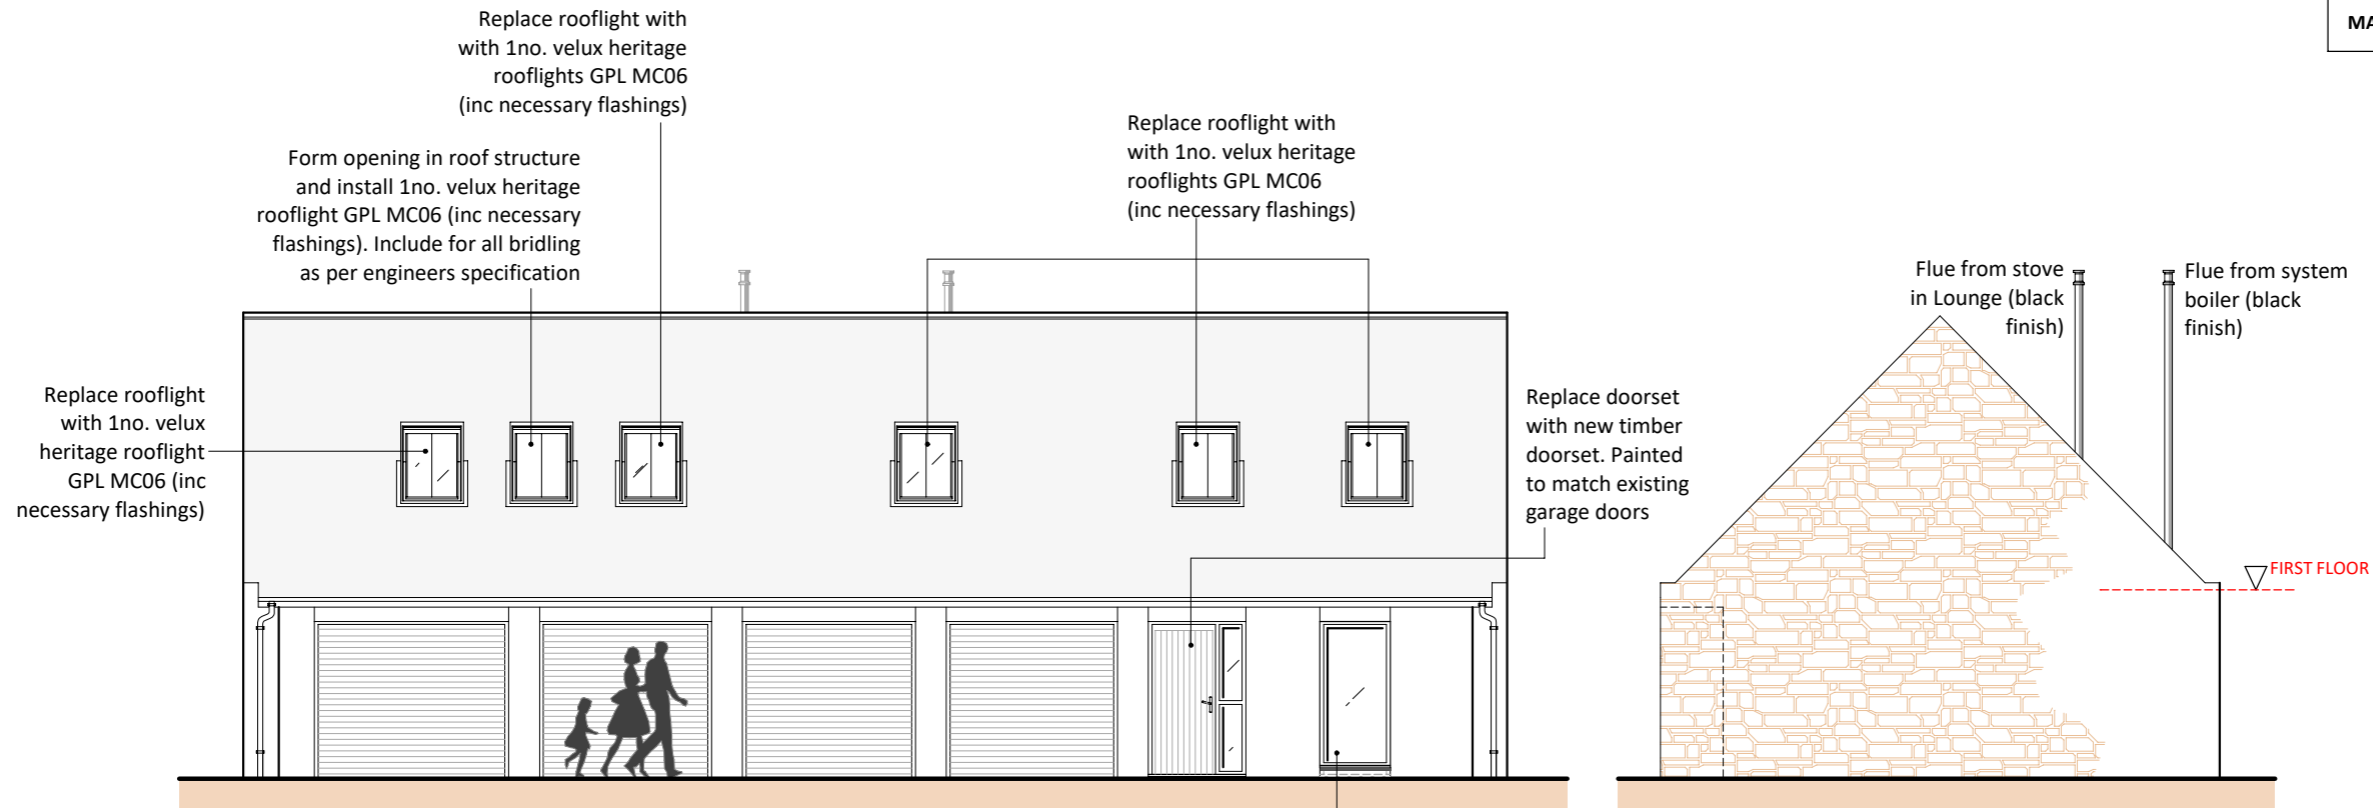 MA
Replace rooflight with
with 1no. velux heritage
rooflights GPL MC06
(inc necessary flashings)
Form opening in roof structure
and install 1no. velux heritage
rooflight GPL MC06 (inc necessary
flashings). Include for all bridling
as per engineers specification
Replace rooflight with
with 1no. velux heritage
rooflights GPL MC06
(inc necessary flashings)
Flue from stove
in Lounge (black
finish)
Flue from system
boiler (black
finish)
Replace rooflight
with 1no. velux
heritage rooflight
GPL MC06 (inc
necessary flashings)
Replace doorset
with new timber
doorset. Painted
to match existing
garage doors
FIRST FLOOR